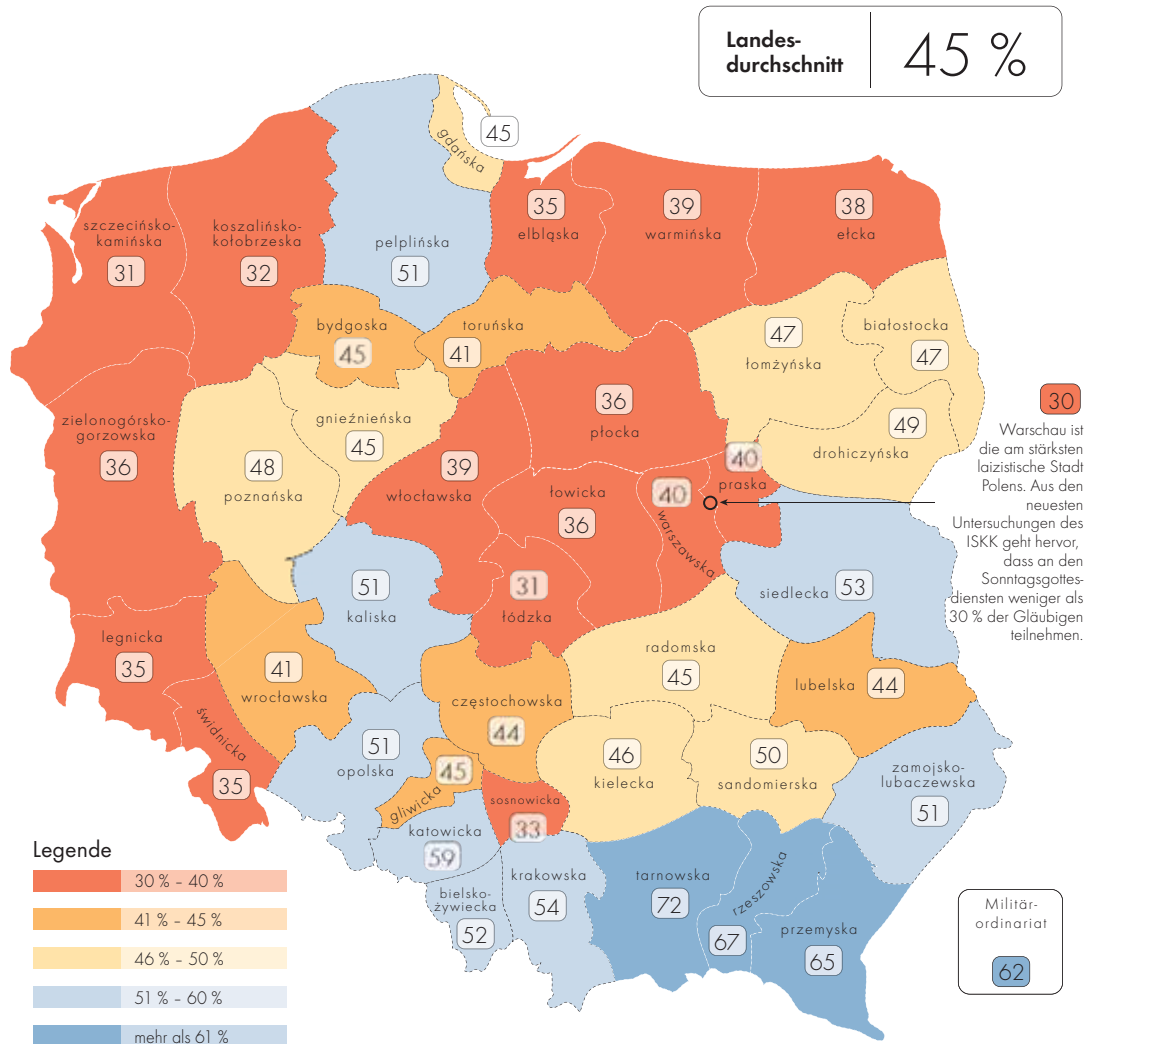 Landes-
durchschnitt
45 %
45
gdańska
szczecińsko-
kamińska
31
koszalińsko-
kołobrzeska
32
pelplińska
51
35
elbląska
39
warmińska
38
ełcka
bydgoska
45
toruńska
41
47
łomżyńska
białostocka
47
zielonogórsko-
gorzowska
36
48
poznańska
gnieźnieńska
45
39
włocławska
36
płocka
49
drohiczyńska
40
praska
łowicka
36
40
warszawska
30
Warschau ist
die am stärksten
laizistische Stadt
Polens. Aus den
neuesten
Untersuchungen des
ISKK geht hervor,
dass an den
Sonntagsgottes-
diensten weniger als
30 % der Gläubigen
teilnehmen.
51
kaliska
31
łódzka
siedlecka 53
legnicka
35
41
wrocławska
świdnicka
35
radomska
45
lubelska 44
częstochowska
44
51
opolska
45
gliwicka
sosnowicka
33
46
kielecka
50
sandomierska
zamojsko-
lubaczewska
51
katowicka
59
bielsko-
żywiecka
52
krakowska
54
tarnowska
72
rzeszowska
67
przemyska
65
Militär-
ordinariat
62
Legende
30 % – 40 %
41 % – 45 %
46 % – 50 %
51 % – 60 %
mehr als 61 %